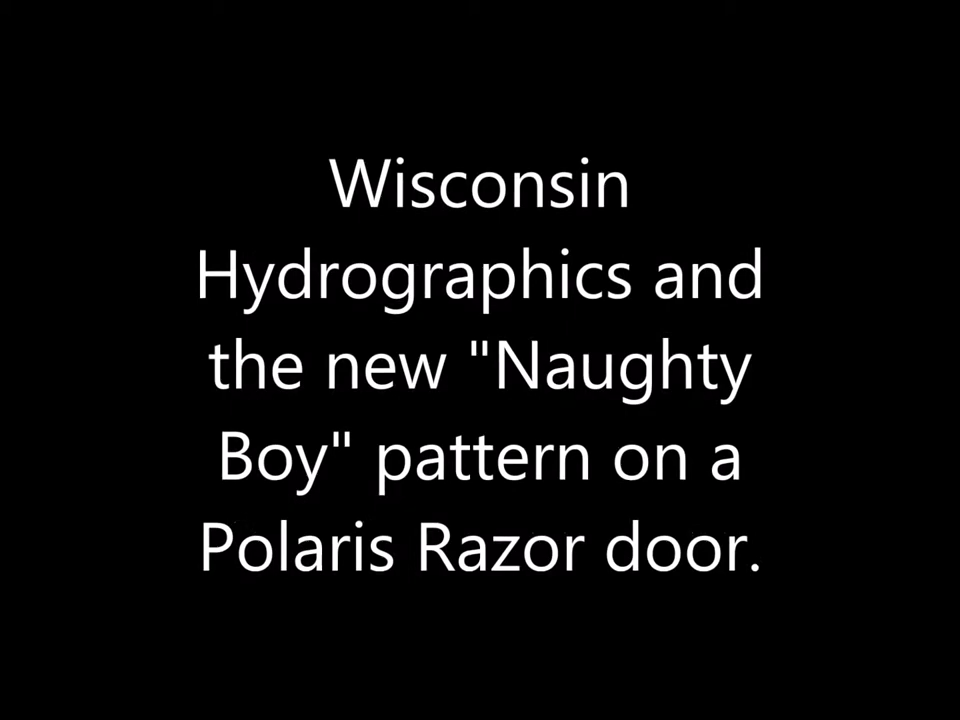 Wisconsin
Hydrographics and
the new "Naughty
Boy" pattern on a
Polaris Razor door.